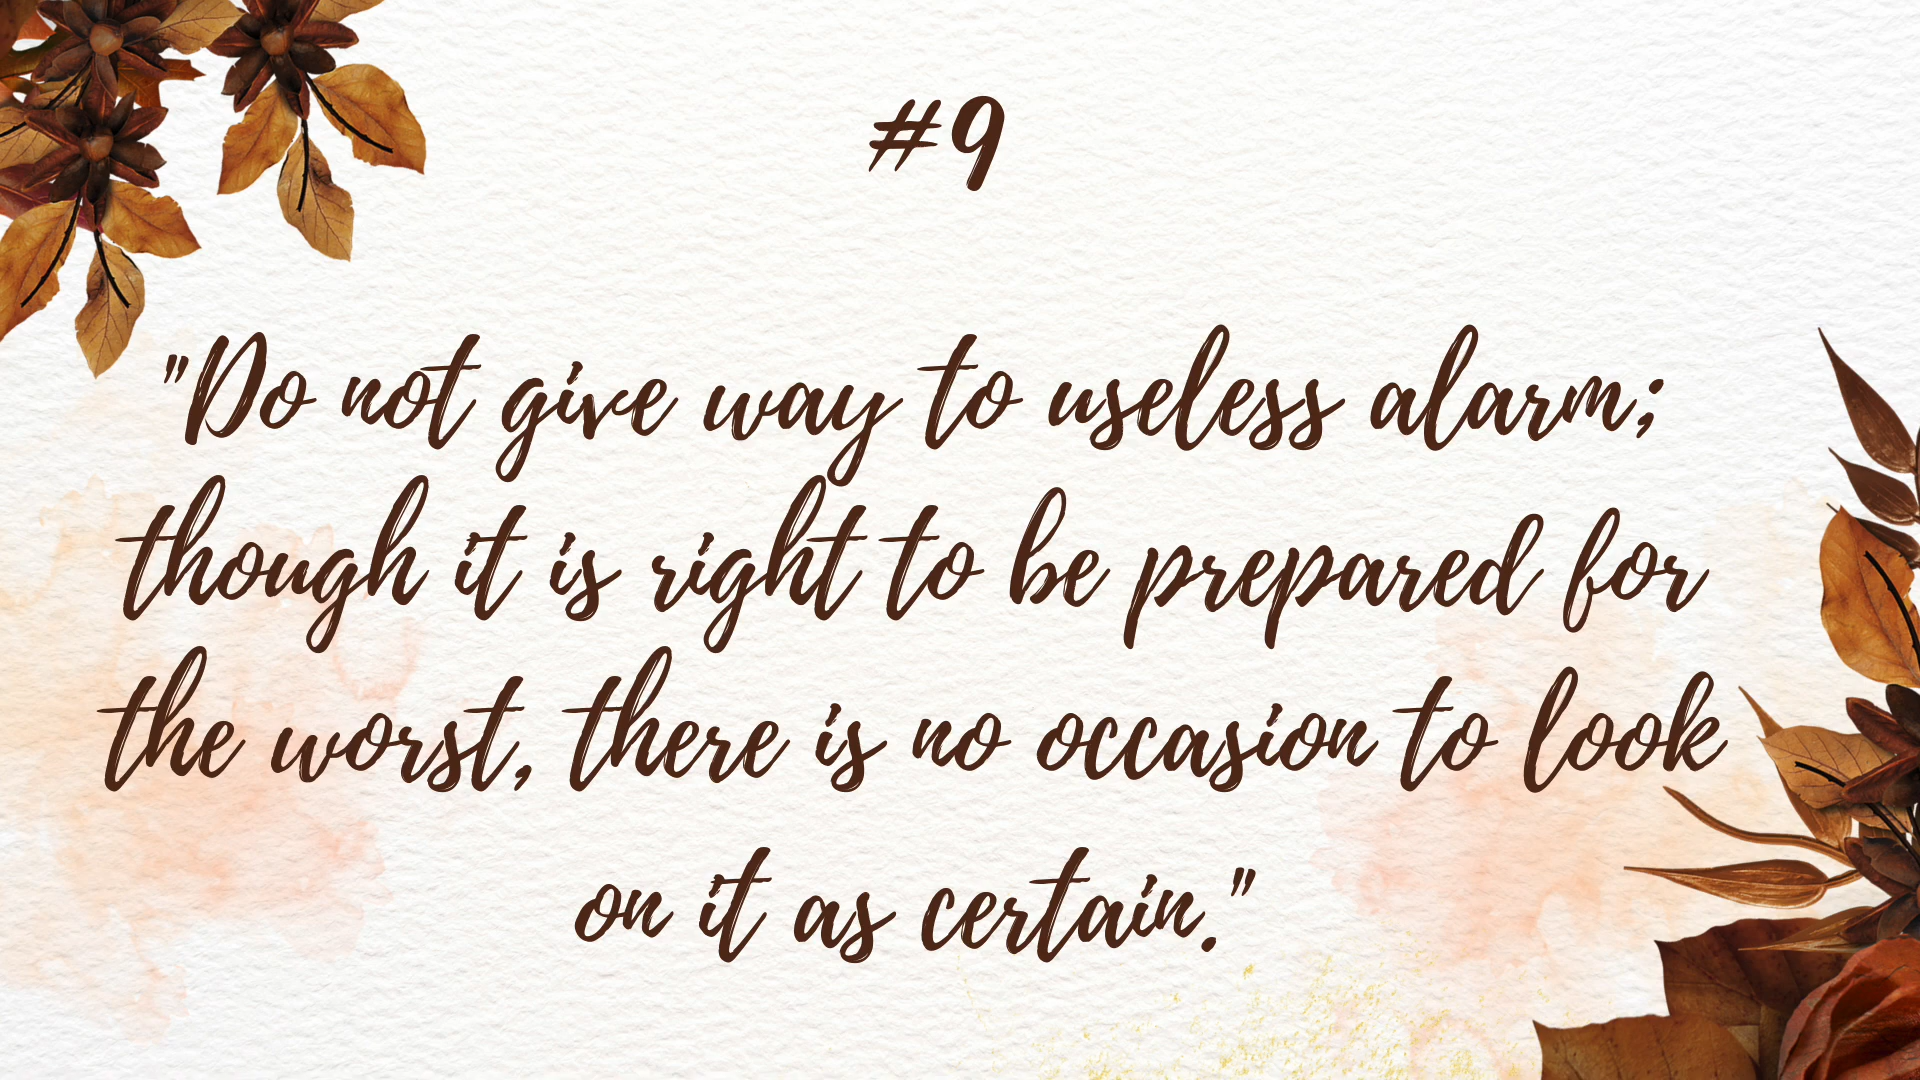 #9
"Do not give way to useless alarm;
though it is right to be prepared for
the worst, there is no occasion to look
on it as certain."